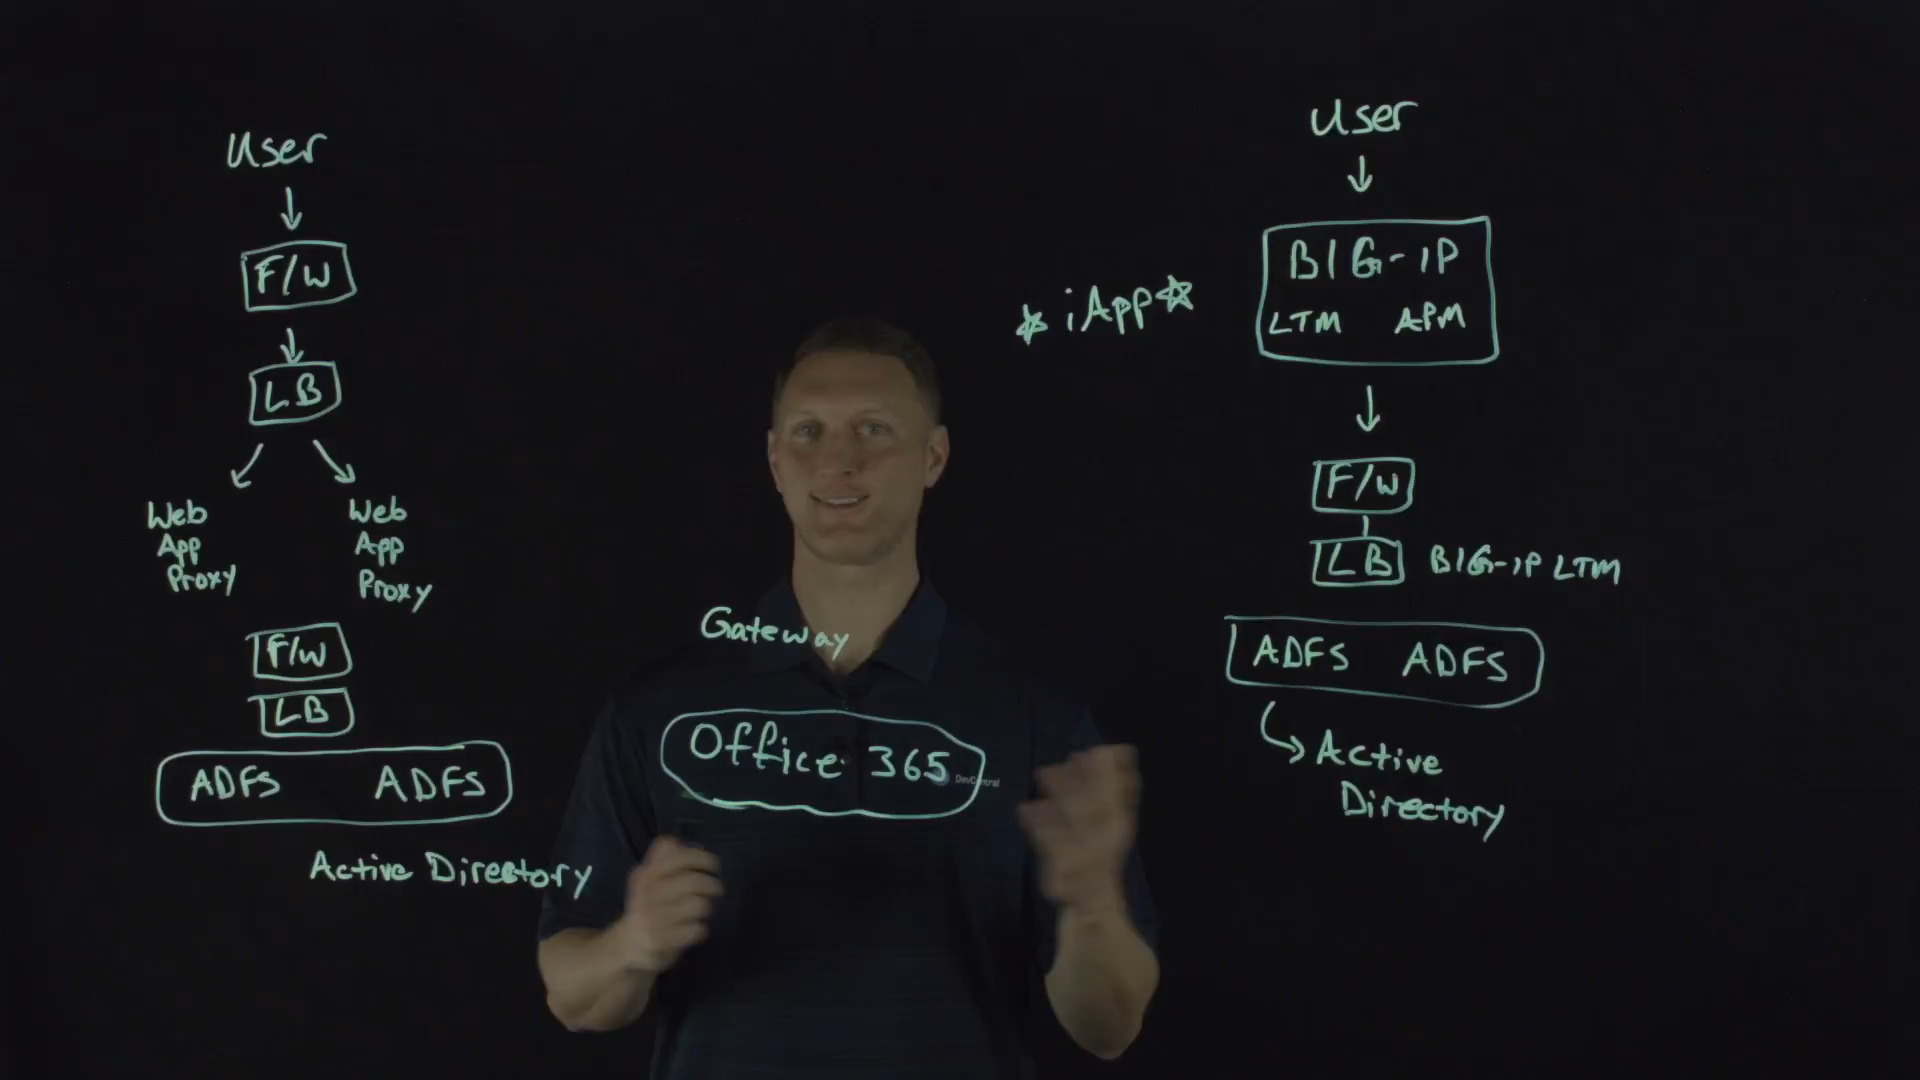 User
F/W
LB
Web App Proxy
Web App Proxy
F/W
LB
ADFS ADFS
Active Directory
Gateway
Office 365
DevCentral
iApp
User
BIG-IP
LTM APM
F/W
LB BIG-IP LTM
ADFS ADFS
Active
Directory